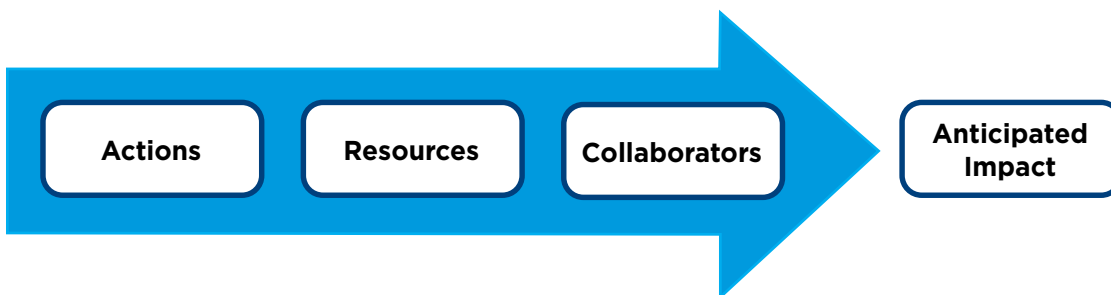 Actions
Resources
Collaborators
Anticipated
Impact